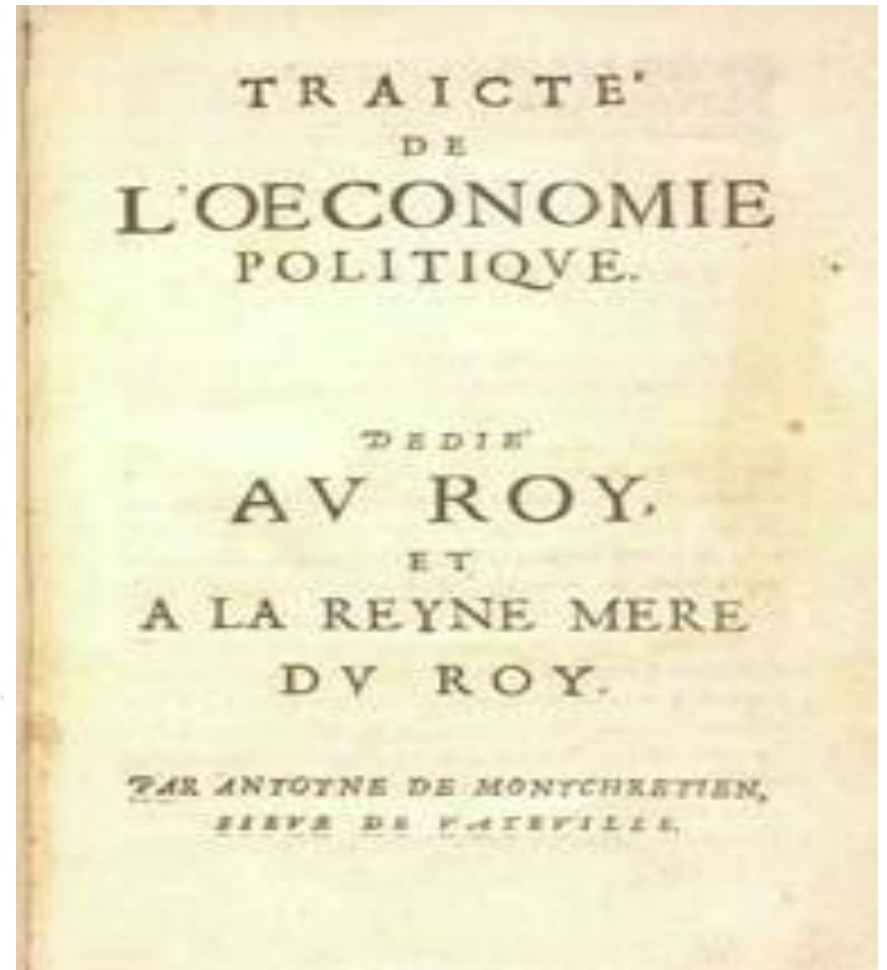 TRAICTE'
DE
L'OECONOMIE
POLITIQVE.
DEDIE'
AV ROY,
ET
A LA REYNE MERE
DV ROY.
PAR ANTOYNE DE MONTCHRETIEN,
SIEVR DE VATEVILLE.